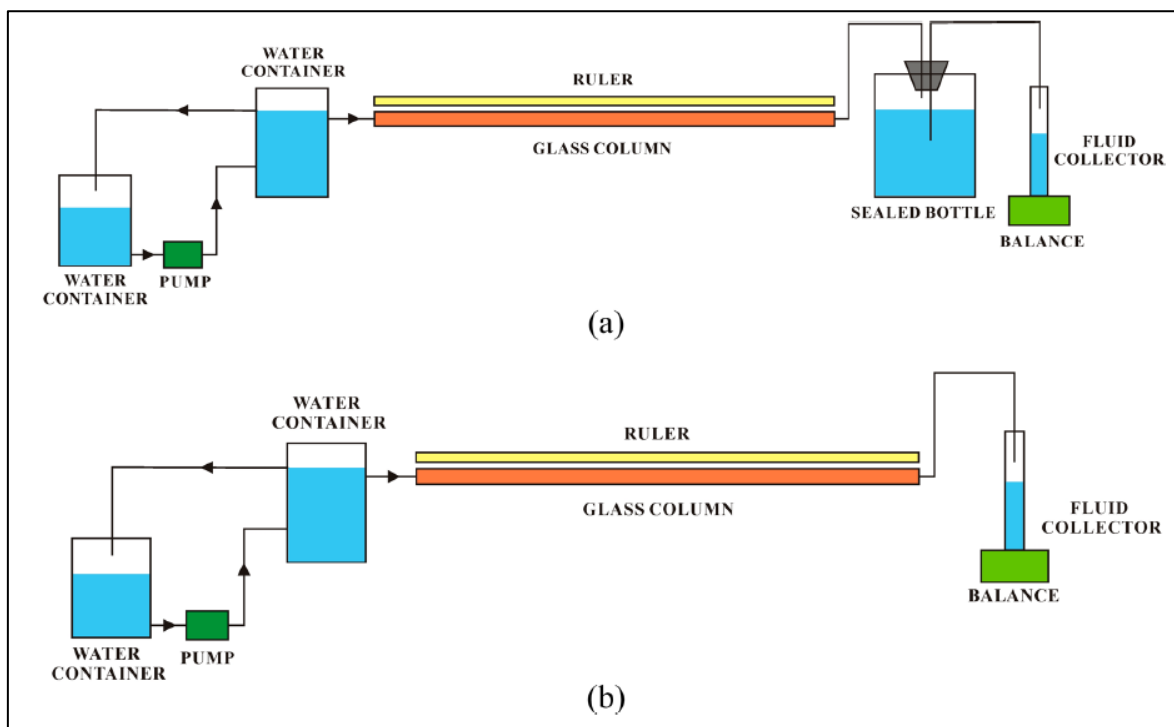 WATER
CONTAINER
RULER
GLASS COLUMN
FLUID
COLLECTOR
SEALED BOTTLE
BALANCE
PUMP
WATER
CONTAINER
(a)
WATER
CONTAINER
RULER
GLASS COLUMN
FLUID
COLLECTOR
BALANCE
PUMP
WATER
CONTAINER
(b)